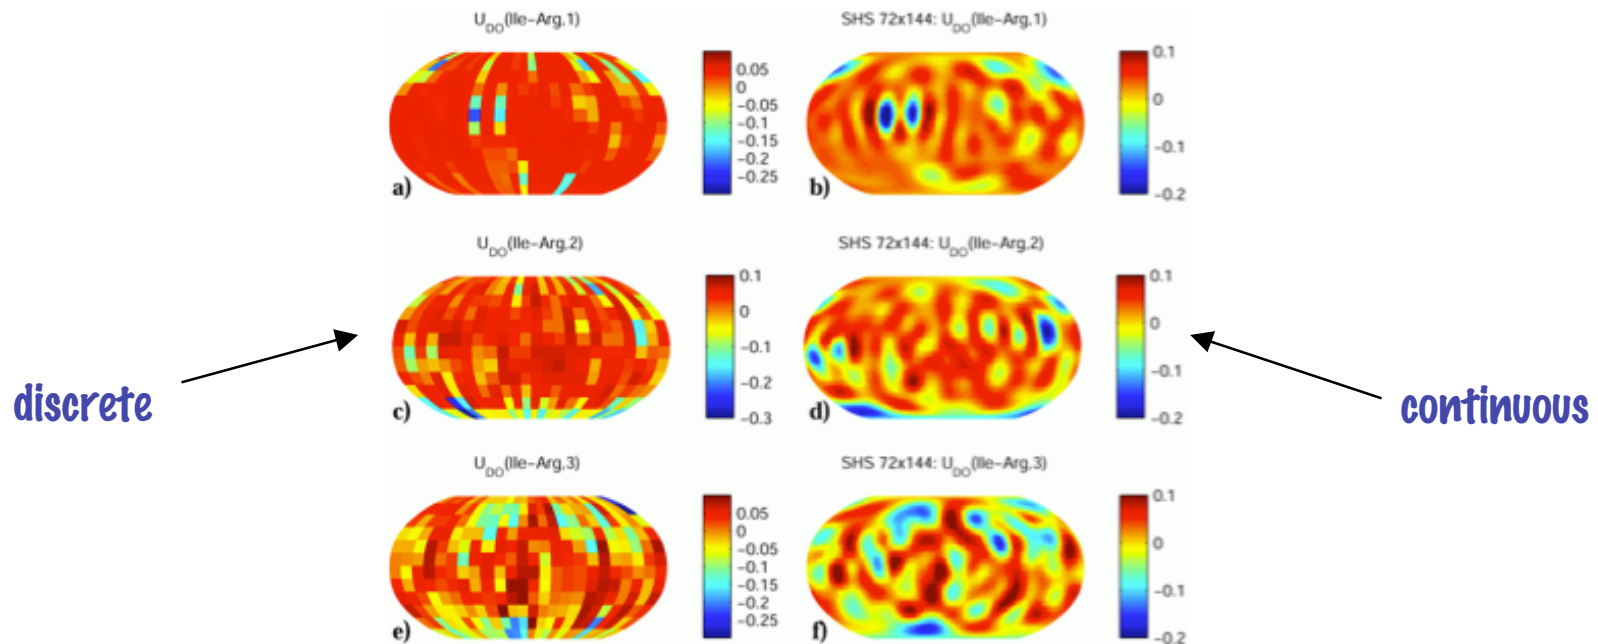 U_DO(Ile-Arg,1)
0.05
0
-0.05
-0.1
-0.15
-0.2
-0.25
a)
SHS 72x144: U_DO(Ile-Arg,1)
0.1
0
-0.1
-0.2
b)
U_DO(Ile-Arg,2)
0.1
0
-0.1
-0.2
-0.3
c)
SHS 72x144: U_DO(Ile-Arg,2)
0.1
0
-0.1
-0.2
d)
discrete
continuous
U_DO(Ile-Arg,3)
0.05
0
-0.05
-0.1
-0.15
-0.2
-0.25
e)
SHS 72x144: U_DO(Ile-Arg,3)
0.1
0
-0.1
-0.2
f)